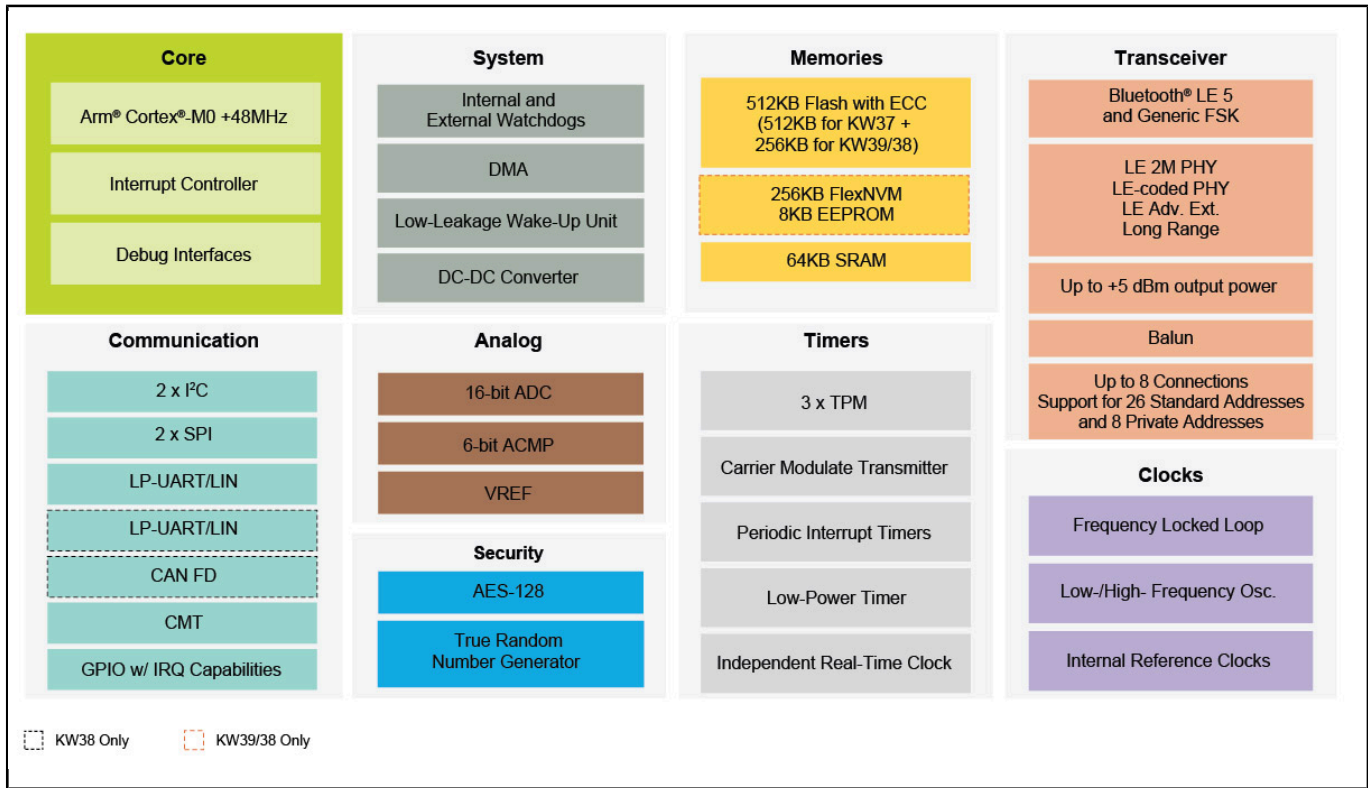 Core
Arm® Cortex®-M0 +48MHz
Interrupt Controller
Debug Interfaces
System
Internal and
External Watchdogs
DMA
Low-Leakage Wake-Up Unit
DC-DC Converter
Memories
512KB Flash with ECC
(512KB for KW37 +
256KB for KW39/38)
256KB FlexNVM
8KB EEPROM
64KB SRAM
Transceiver
Bluetooth® LE 5
and Generic FSK
LE 2M PHY
LE-coded PHY
LE Adv. Ext.
Long Range
Up to +5 dBm output power
Balun
Up to 8 Connections
Support for 26 Standard Addresses
and 8 Private Addresses
Communication
2 x I²C
2 x SPI
LP-UART/LIN
LP-UART/LIN
CAN FD
CMT
GPIO w/ IRQ Capabilities
Analog
16-bit ADC
6-bit ACMP
VREF
Security
AES-128
True Random
Number Generator
Timers
3 x TPM
Carrier Modulate Transmitter
Periodic Interrupt Timers
Low-Power Timer
Independent Real-Time Clock
Clocks
Frequency Locked Loop
Low-/High- Frequency Osc.
Internal Reference Clocks
KW38 Only
KW39/38 Only